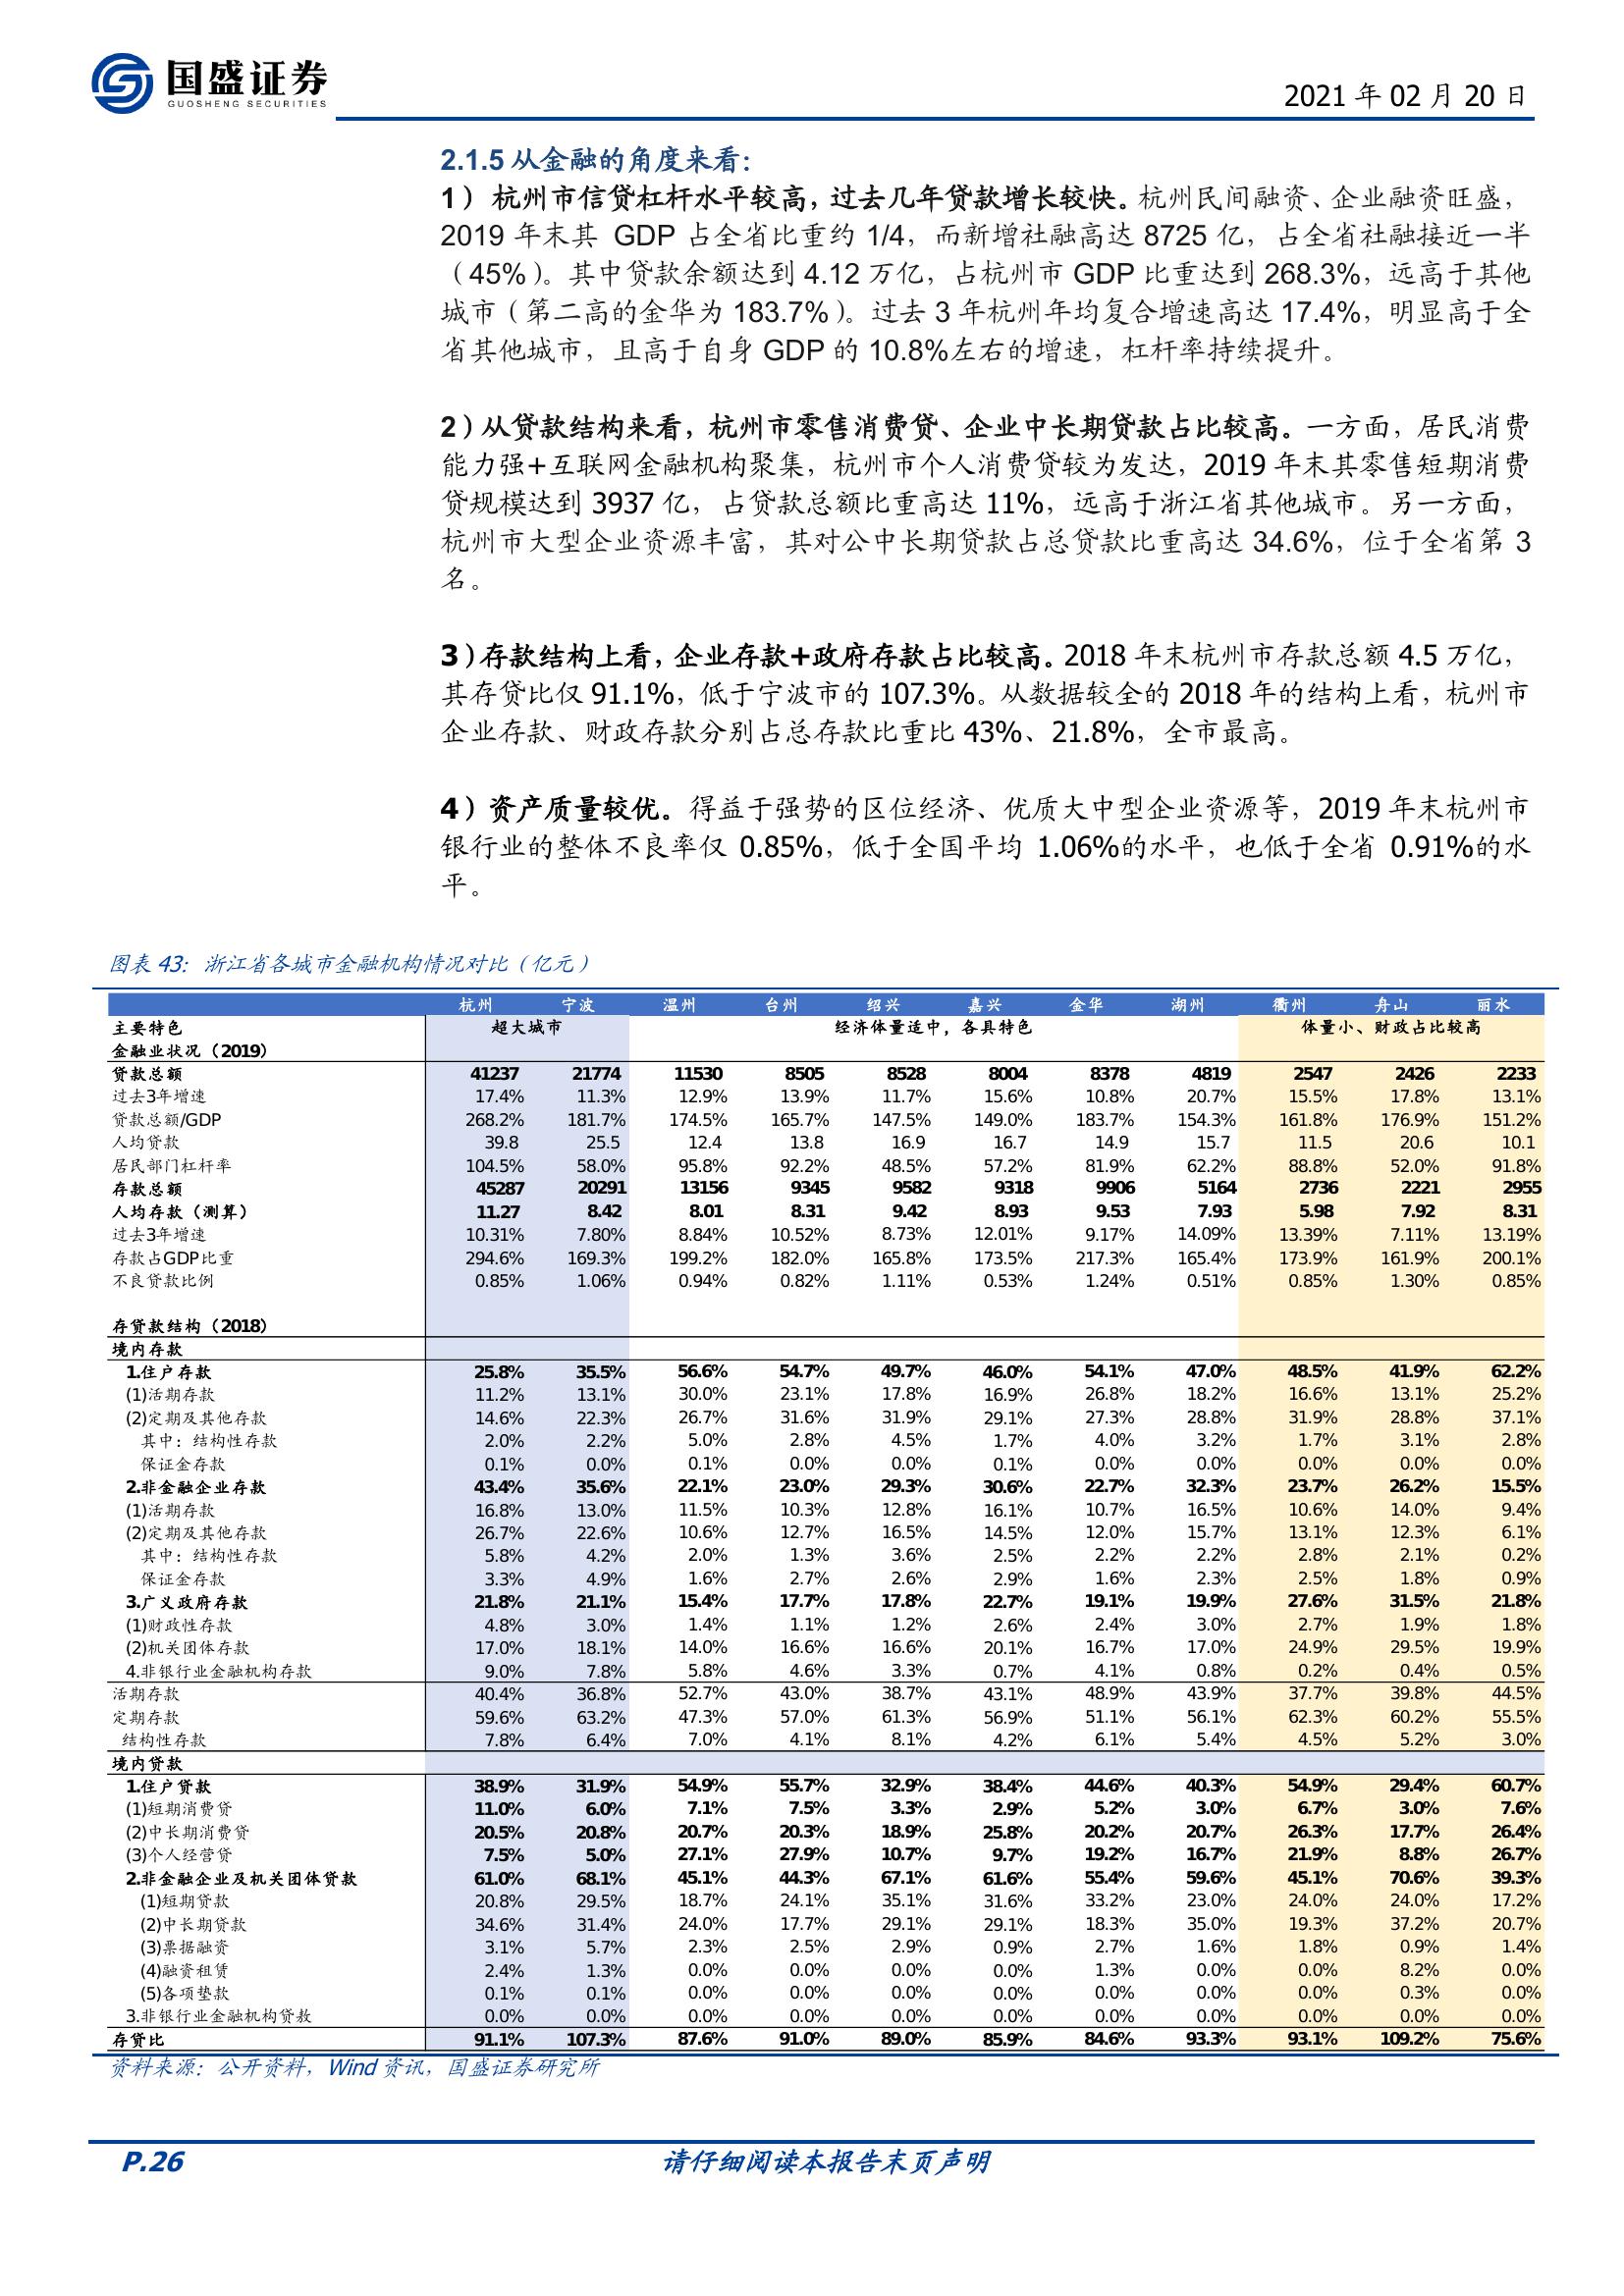 国盛证券
GUOSHENG SECURITIES
2021 年 02 月 20 日
2.1.5 从金融的角度来看：
1） 杭州市信贷杠杆水平较高，过去几年贷款增长较快。杭州民间融资、企业融资旺盛，
2019 年末其 GDP 占全省比重约 1/4，而新增社融高达 8725 亿，占全省社融接近一半
（45%）。其中贷款余额达到 4.12 万亿，占杭州市 GDP 比重达到 268.3%，远高于其他
城市（第二高的金华为 183.7%）。过去 3 年杭州年均复合增速高达 17.4%，明显高于全
省其他城市，且高于自身 GDP 的 10.8%左右的增速，杠杆率持续提升。
2）从贷款结构来看，杭州市零售消费贷、企业中长期贷款占比较高。一方面，居民消费
能力强+互联网金融机构聚集，杭州市个人消费贷较为发达，2019 年末其零售短期消费
贷规模达到 3937 亿，占贷款总额比重高达 11%，远高于浙江省其他城市。另一方面，
杭州市大型企业资源丰富，其对公中长期贷款占总贷款比重高达 34.6%，位于全省第 3
名。
3）存款结构上看，企业存款+政府存款占比较高。2018 年末杭州市存款总额 4.5 万亿，
其存贷比仅 91.1%，低于宁波市的 107.3%。从数据较全的 2018 年的结构上看，杭州市
企业存款、财政存款分别占总存款比重比 43%、21.8%，全市最高。
4）资产质量较优。得益于强势的区位经济、优质大中型企业资源等，2019 年末杭州市
银行业的整体不良率仅 0.85%，低于全国平均 1.06%的水平，也低于全省 0.91%的水
平。
图表 43：浙江省各城市金融机构情况对比（亿元）
杭州 宁波 温州 台州 绍兴 嘉兴 金华 湖州 衢州 舟山 丽水
主要特色 超大城市 经济体量适中，各具特色 体量小、财政占比较高
金融业状况（2019）
贷款总额 41237 21774 11530 8505 8528 8004 8378 4819 2547 2426 2233
过去3年增速 17.4% 11.3% 12.9% 13.9% 11.7% 15.6% 10.8% 20.7% 15.5% 17.8% 13.1%
贷款总额/GDP 268.2% 181.7% 174.5% 165.7% 147.5% 149.0% 183.7% 154.3% 161.8% 176.9% 151.2%
人均贷款 39.8 25.5 12.4 13.8 16.9 16.7 14.9 15.7 11.5 20.6 10.1
居民部门杠杆率 104.5% 58.0% 95.8% 92.2% 48.5% 57.2% 81.9% 62.2% 88.8% 52.0% 91.8%
存款总额 45287 20291 13156 9345 9582 9318 9906 5164 2736 2221 2955
人均存款（测算） 11.27 8.42 8.01 8.31 9.42 8.93 9.53 7.93 5.98 7.92 8.31
过去3年增速 10.31% 7.80% 8.84% 10.52% 8.73% 12.01% 9.17% 14.09% 13.39% 7.11% 13.19%
存款占GDP比重 294.6% 169.3% 199.2% 182.0% 165.8% 173.5% 217.3% 165.4% 173.9% 161.9% 200.1%
不良贷款比例 0.85% 1.06% 0.94% 0.82% 1.11% 0.53% 1.24% 0.51% 0.85% 1.30% 0.85%
存贷款结构（2018）
境内存款
1.住户存款 25.8% 35.5% 56.6% 54.7% 49.7% 46.0% 54.1% 47.0% 48.5% 41.9% 62.2%
(1)活期存款 11.2% 13.1% 30.0% 23.1% 17.8% 16.9% 26.8% 18.2% 16.6% 13.1% 25.2%
(2)定期及其他存款 14.6% 22.3% 26.7% 31.6% 31.9% 29.1% 27.3% 28.8% 31.9% 28.8% 37.1%
其中：结构性存款 2.0% 2.2% 5.0% 2.8% 4.5% 1.7% 4.0% 3.2% 1.7% 3.1% 2.8%
保证金存款 0.1% 0.0% 0.1% 0.0% 0.0% 0.1% 0.0% 0.0% 0.0% 0.0% 0.0%
2.非金融企业存款 43.4% 35.6% 22.1% 23.0% 29.3% 30.6% 22.7% 32.3% 23.7% 26.2% 15.5%
(1)活期存款 16.8% 13.0% 11.5% 10.3% 12.8% 16.1% 10.7% 16.5% 10.6% 14.0% 9.4%
(2)定期及其他存款 26.7% 22.6% 10.6% 12.7% 16.5% 14.5% 12.0% 15.7% 13.1% 12.3% 6.1%
其中：结构性存款 5.8% 4.2% 2.0% 1.3% 3.6% 2.5% 2.2% 2.2% 2.8% 2.1% 0.2%
保证金存款 3.3% 4.9% 1.6% 2.7% 2.6% 2.9% 1.6% 2.3% 2.5% 1.8% 0.9%
3.广义政府存款 21.8% 21.1% 15.4% 17.7% 17.8% 22.7% 19.1% 19.9% 27.6% 31.5% 21.8%
(1)财政性存款 4.8% 3.0% 1.4% 1.1% 1.2% 2.6% 2.4% 3.0% 2.7% 1.9% 1.8%
(2)机关团体存款 17.0% 18.1% 14.0% 16.6% 16.6% 20.1% 16.7% 17.0% 24.9% 29.5% 19.9%
4.非银行业金融机构存款 9.0% 7.8% 5.8% 4.6% 3.3% 0.7% 4.1% 0.8% 0.2% 0.4% 0.5%
活期存款 40.4% 36.8% 52.7% 43.0% 38.7% 43.1% 48.9% 43.9% 37.7% 39.8% 44.5%
定期存款 59.6% 63.2% 47.3% 57.0% 61.3% 56.9% 51.1% 56.1% 62.3% 60.2% 55.5%
结构性存款 7.8% 6.4% 7.0% 4.1% 8.1% 4.2% 6.1% 5.4% 4.5% 5.2% 3.0%
境内贷款
1.住户贷款 38.9% 31.9% 54.9% 55.7% 32.9% 38.4% 44.6% 40.3% 54.9% 29.4% 60.7%
(1)短期消费贷 11.0% 6.0% 7.1% 7.5% 3.3% 2.9% 5.2% 3.0% 6.7% 3.0% 7.6%
(2)中长期消费贷 20.5% 20.8% 20.7% 20.3% 18.9% 25.8% 20.2% 20.7% 26.3% 17.7% 26.4%
(3)个人经营贷 7.5% 5.0% 27.1% 27.9% 10.7% 9.7% 19.2% 16.7% 21.9% 8.8% 26.7%
2.非金融企业及机关团体贷款 61.0% 68.1% 45.1% 44.3% 67.1% 61.6% 55.4% 59.6% 45.1% 70.6% 39.3%
(1)短期贷款 20.8% 29.5% 18.7% 24.1% 35.1% 31.6% 33.2% 23.0% 24.0% 24.0% 17.2%
(2)中长期贷款 34.6% 31.4% 24.0% 17.7% 29.1% 29.1% 18.3% 35.0% 19.3% 37.2% 20.7%
(3)票据融资 3.1% 5.7% 2.3% 2.5% 2.9% 0.9% 2.7% 1.6% 1.8% 0.9% 1.4%
(4)融资租赁 2.4% 1.3% 0.0% 0.0% 0.0% 0.0% 1.3% 0.0% 0.0% 8.2% 0.0%
(5)各项垫款 0.1% 0.1% 0.0% 0.0% 0.0% 0.0% 0.0% 0.0% 0.0% 0.3% 0.0%
3.非银行业金融机构贷款 0.0% 0.0% 0.0% 0.0% 0.0% 0.0% 0.0% 0.0% 0.0% 0.0% 0.0%
存贷比 91.1% 107.3% 87.6% 91.0% 89.0% 85.9% 84.6% 93.3% 93.1% 109.2% 75.6%
资料来源：公开资料，Wind 资讯，国盛证券研究所
P.26 请仔细阅读本报告末页声明